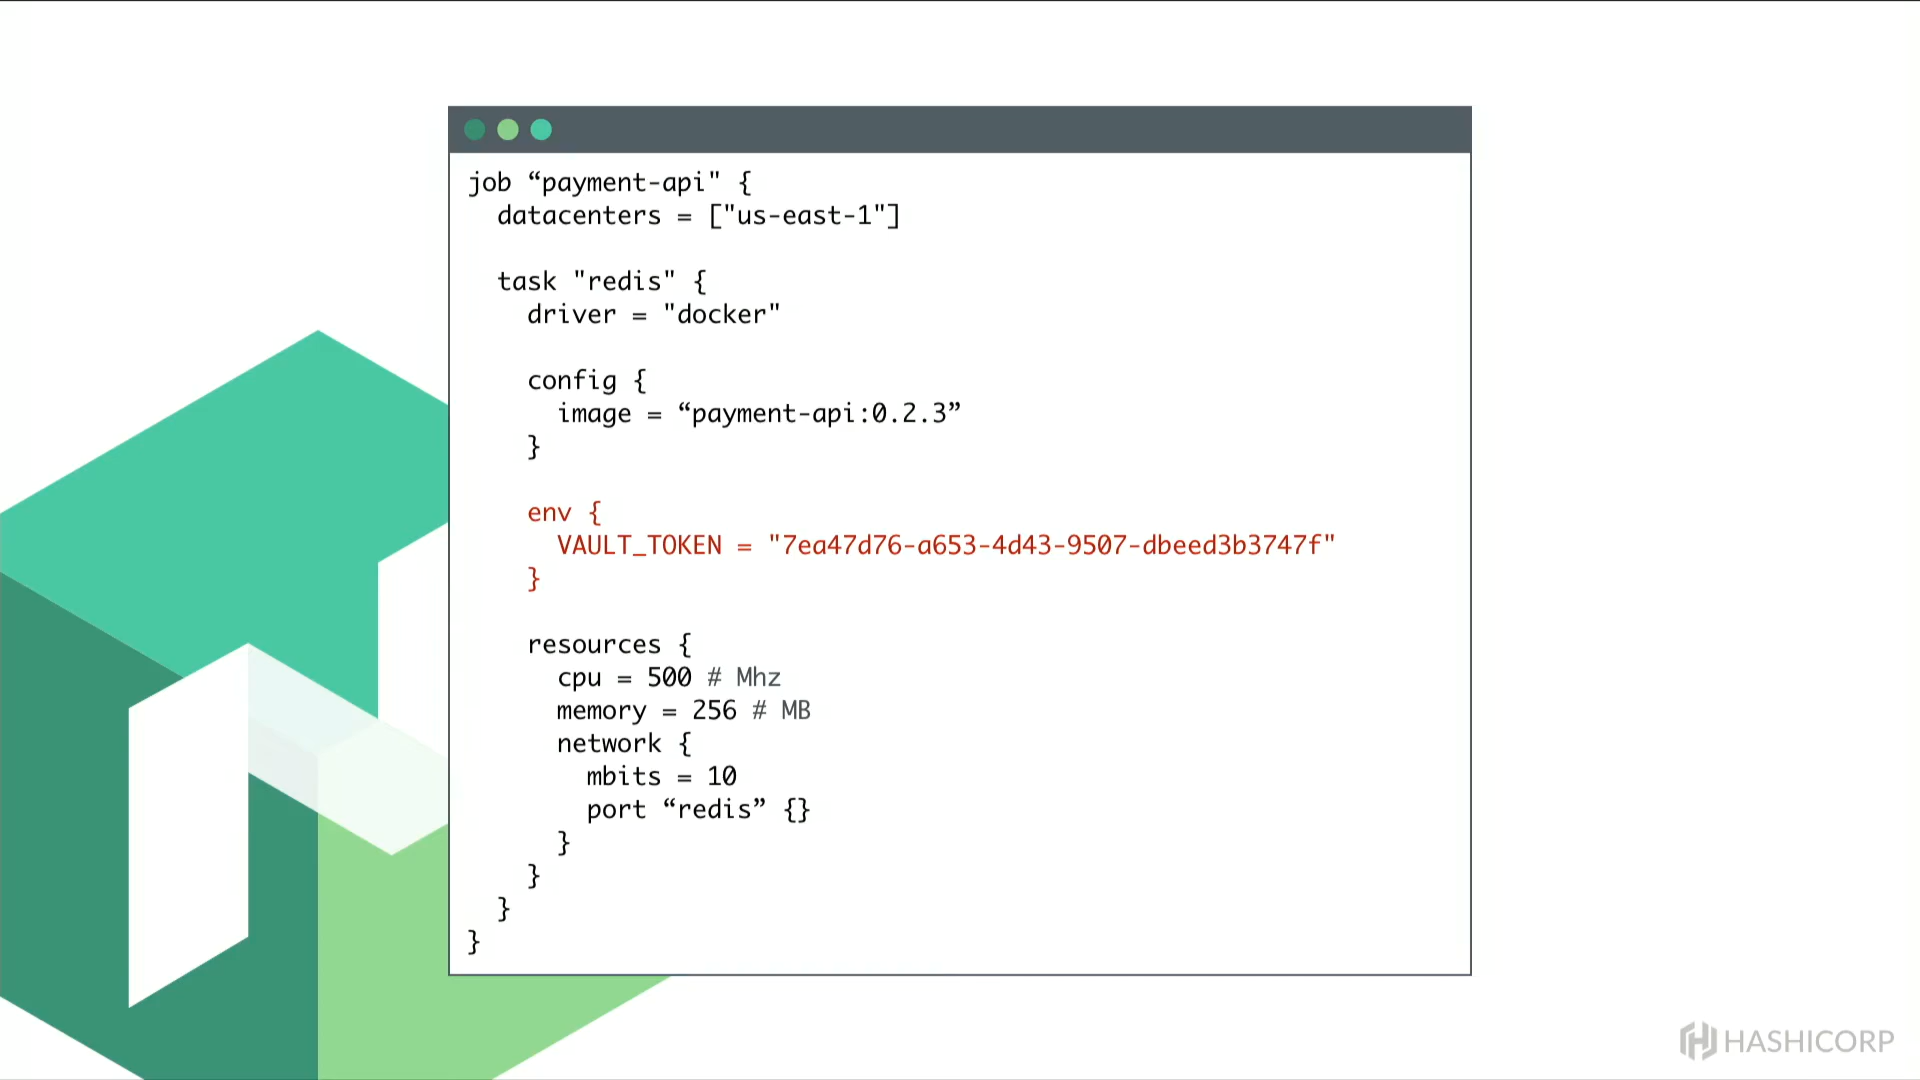 job “payment-api" {
datacenters = ["us-east-1"]
task "redis" {
driver = "docker"
config {
image = “payment-api:0.2.3”
}
env {
VAULT_TOKEN = "7ea47d76-a653-4d43-9507-dbeed3b3747f"
}
resources {
cpu = 500 # Mhz
memory = 256 # MB
network {
mbits = 10
port “redis” {}
}
}
}
}
HASHICORP